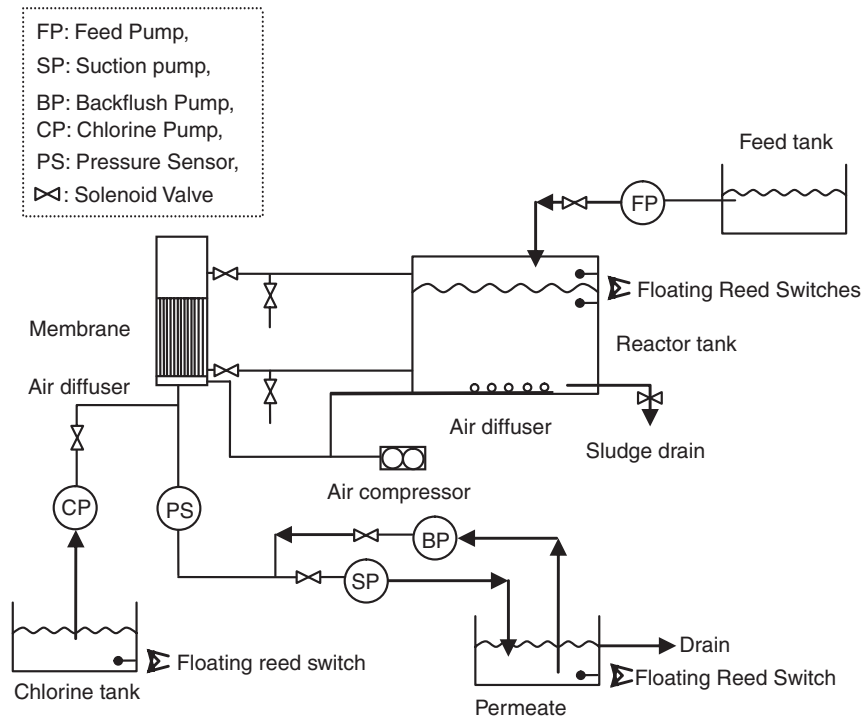 FP: Feed Pump,
SP: Suction pump,
BP: Backflush Pump,
CP: Chlorine Pump,
PS: Pressure Sensor,
: Solenoid Valve
Feed tank
FP
Floating Reed Switches
Membrane
Reactor tank
Air diffuser
Air diffuser
Sludge drain
Air compressor
CP
PS
BP
SP
Drain
Floating reed switch
Floating Reed Switch
Chlorine tank
Permeate